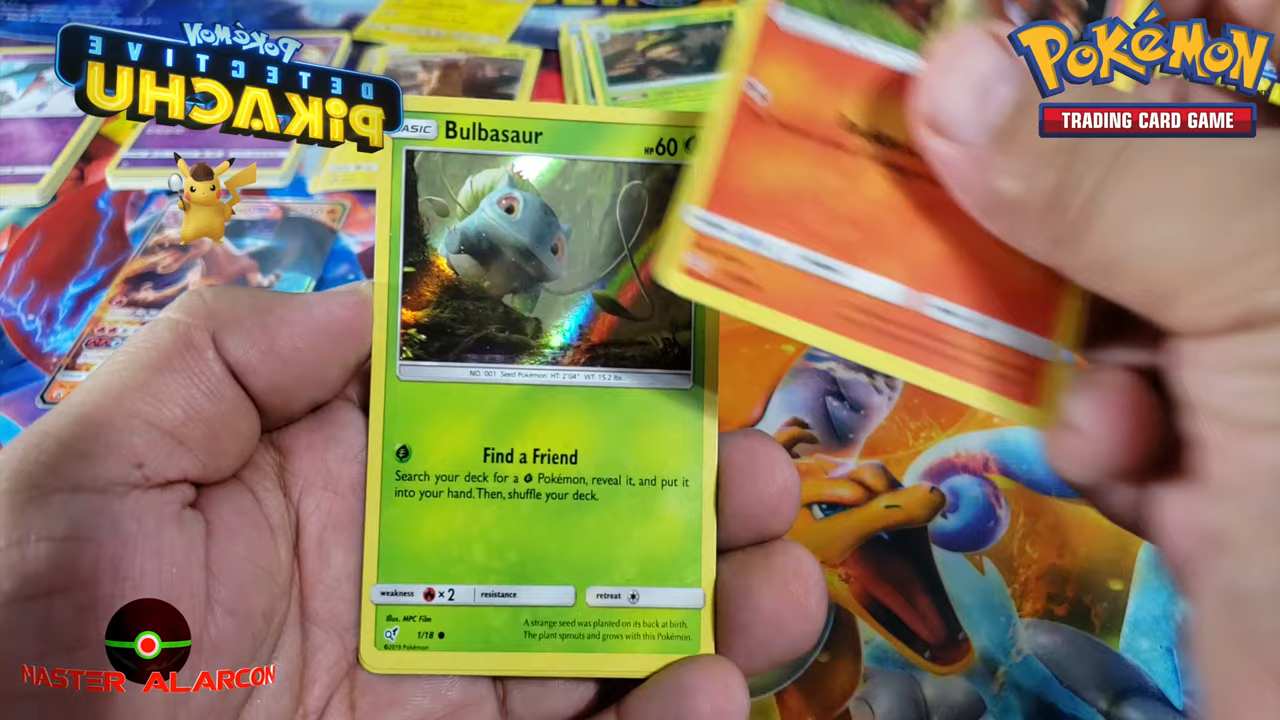 POKÉMON
DETECTIVE
PIKACHU
POKÉMON
TRADING CARD GAME
BASIC
Bulbasaur
HP60
NO. 001 Seed Pokémon HT: 2'04" WT: 15.2 lbs.
Find a Friend
Search your deck for a Pokémon, reveal it, and put it
into your hand. Then, shuffle your deck.
weakness ×2 resistance
retreat
Illus. MPC Film
1/18
©2019 Pokémon
A strange seed was planted on its back at birth.
The plant sprouts and grows with this Pokémon.
MASTER ALARCON